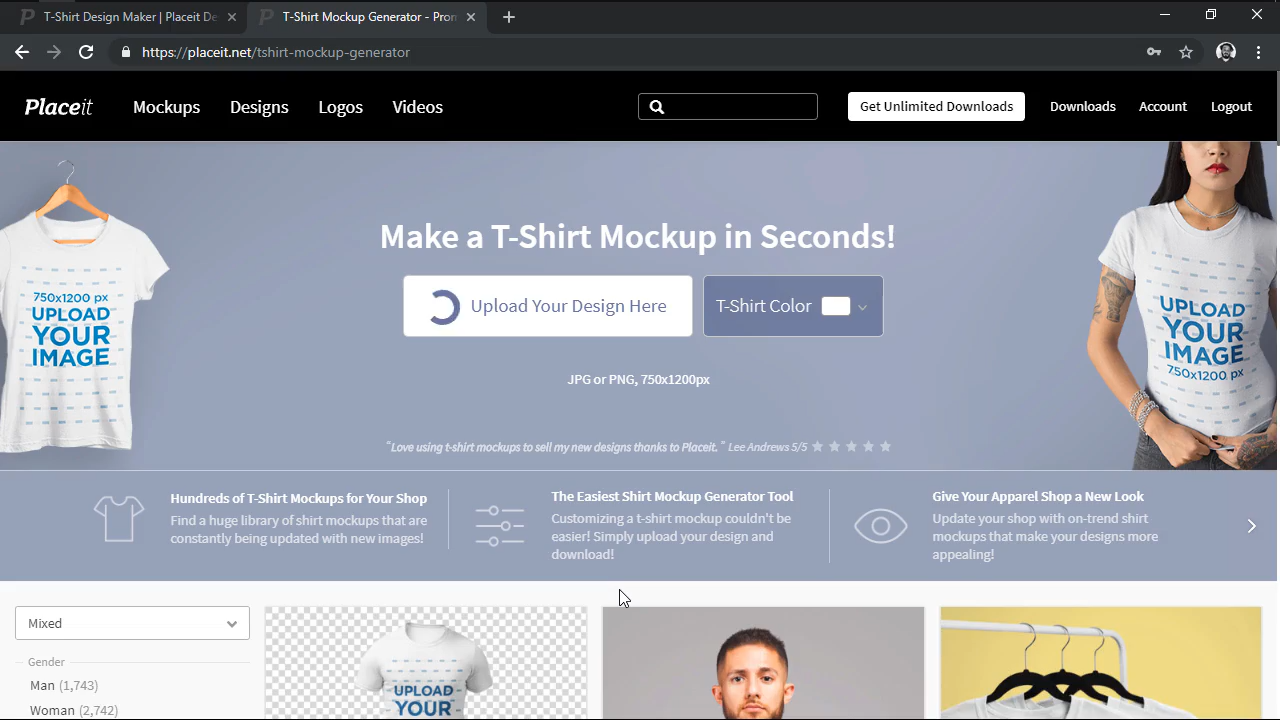 T-Shirt Design Maker | Placeit De
T-Shirt Mockup Generator - Pron
https://placeit.net/tshirt-mockup-generator
Placeit
Mockups
Designs
Logos
Videos
Get Unlimited Downloads
Downloads
Account
Logout
Make a T-Shirt Mockup in Seconds!
Upload Your Design Here
T-Shirt Color
JPG or PNG, 750x1200px
750x1200 px
UPLOAD
YOUR
IMAGE
UPLOAD
YOUR
IMAGE
750x1200 px
"Love using t-shirt mockups to sell my new designs thanks to Placeit." Lee Andrews 5/5
Hundreds of T-Shirt Mockups for Your Shop
Find a huge library of shirt mockups that are
constantly being updated with new images!
The Easiest Shirt Mockup Generator Tool
Customizing a t-shirt mockup couldn't be
easier! Simply upload your design and
download!
Give Your Apparel Shop a New Look
Update your shop with on-trend shirt
mockups that make your designs more
appealing!
Mixed
Gender
Man (1,743)
Woman (2,742)
UPLOAD
YOUR